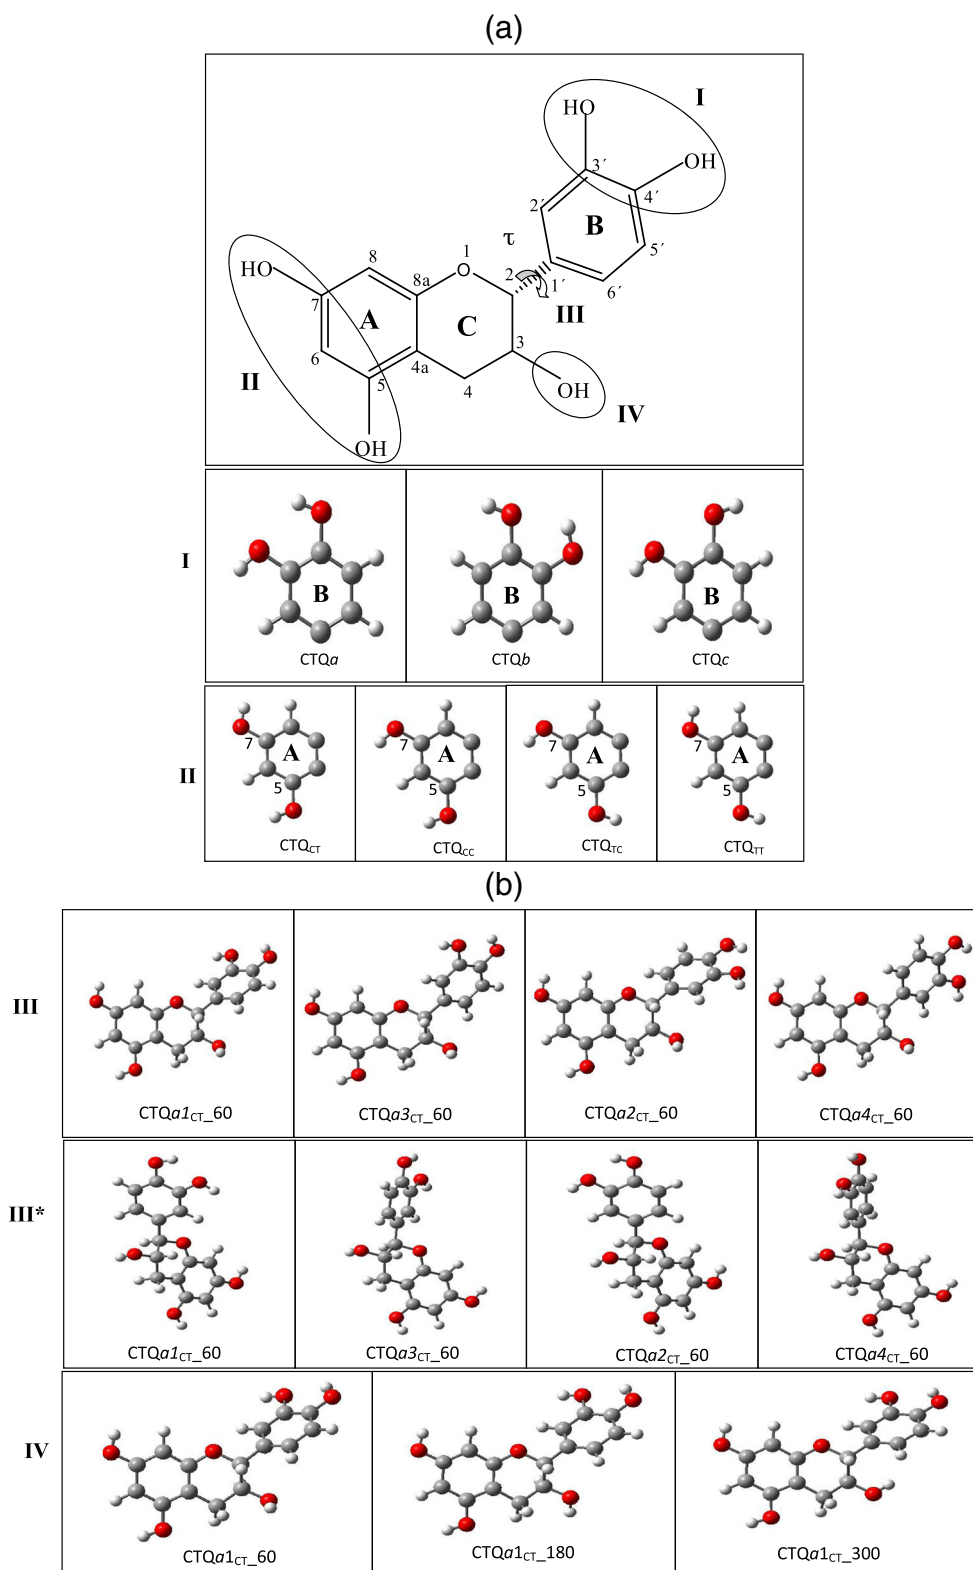 (a)
I
HO
OH
3´
4´
2´
B
5´
τ
8
1
2
1´
6´
HO
8a
III
7
A
C
3
6
4a
II
5
4
OH
IV
OH
I
B
B
B
CTQa
CTQb
CTQc
7
A
7
A
7
A
7
A
II
5
5
5
5
CTQCT
CTQCC
CTQTC
CTQTT
(b)
III
CTQa1CT_60
CTQa3CT_60
CTQa2CT_60
CTQa4CT_60
III*
CTQa1CT_60
CTQa3CT_60
CTQa2CT_60
CTQa4CT_60
IV
CTQa1CT_60
CTQa1CT_180
CTQa1CT_300